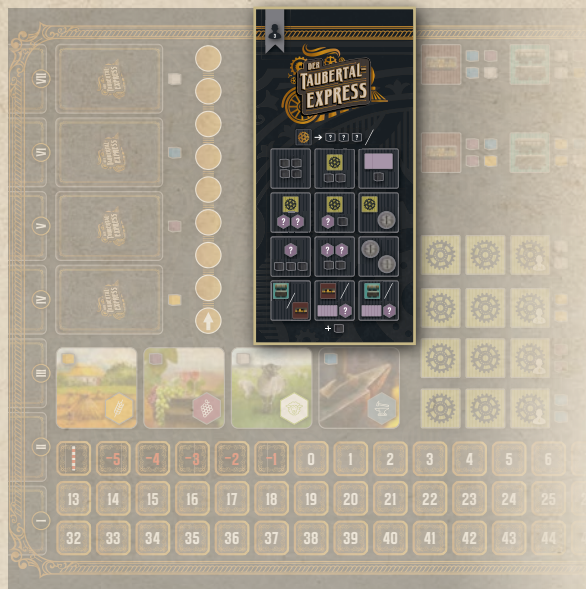 3
DER
TAUBERTAL-
EXPRESS
? ? ? /
?
? ? ?
? ? ?
/ / /
? ?
+
VII
VI
V
IV
III
II
I
-5 -4 -3 -2 -1 0 1 2 3 4 5 6
13 14 15 16 17 18 19 20 21 22 23 24 25
32 33 34 35 36 37 38 39 40 41 42 43 44